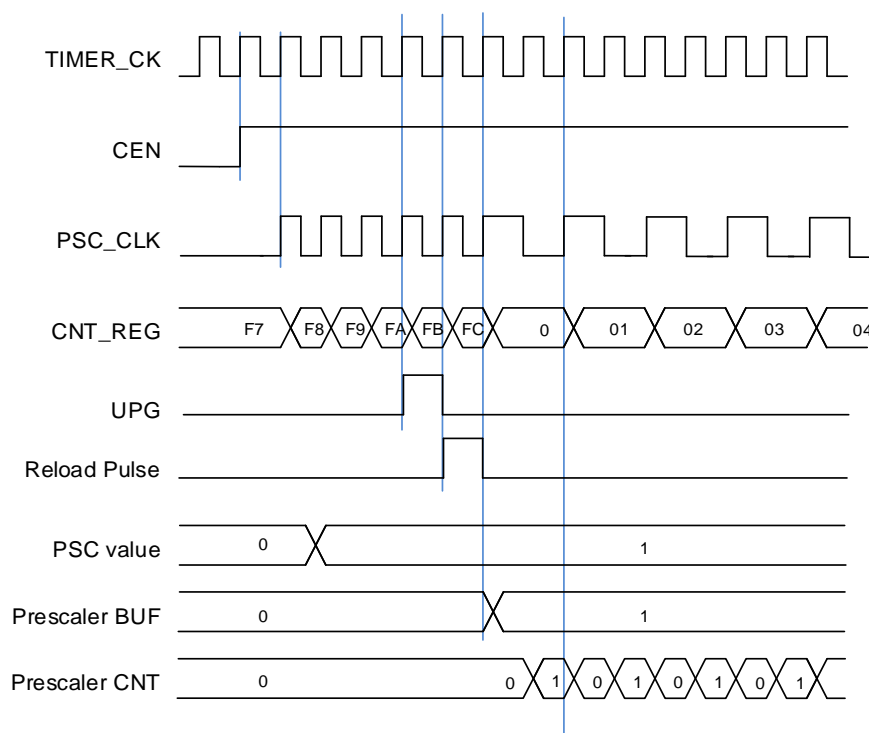 TIMER_CK
CEN
PSC_CLK
CNT_REG F7 F8 F9 FA FB FC 0 01 02 03 04
UPG
Reload Pulse
PSC value 0 1
Prescaler BUF 0 1
Prescaler CNT 0 0 1 0 1 0 1 0 1